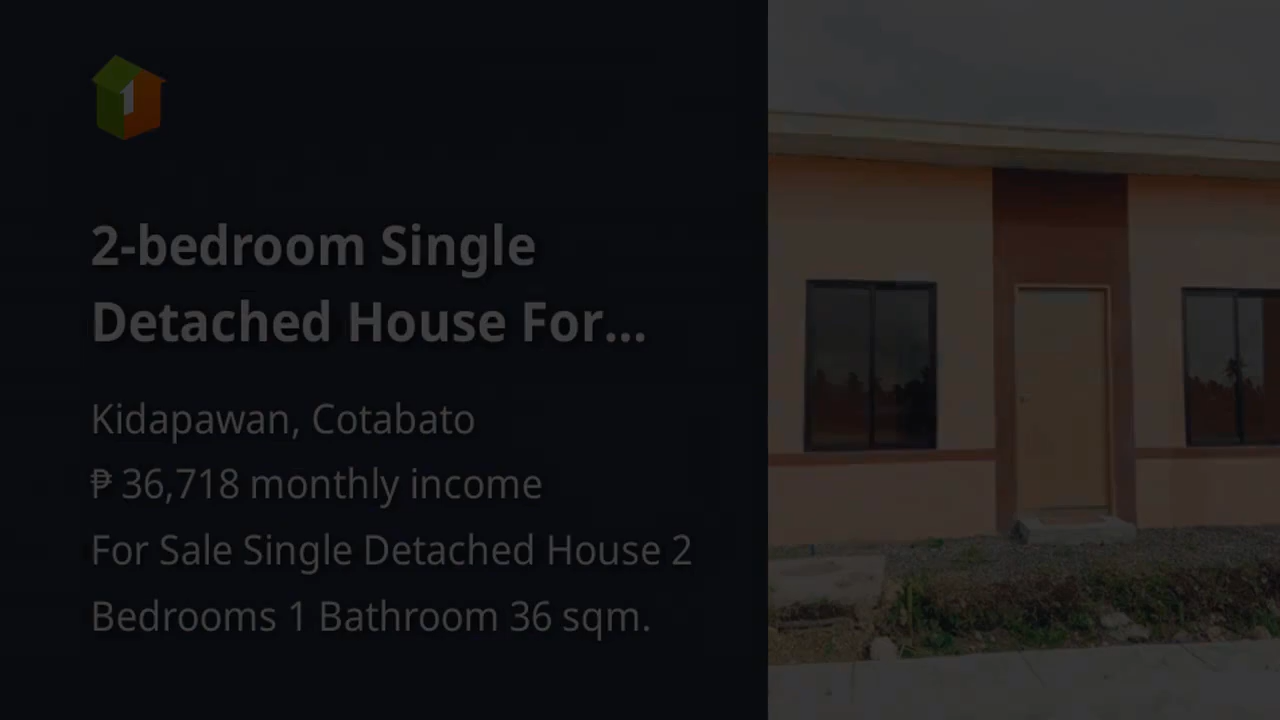 2-bedroom Single
Detached House For...
Kidapawan, Cotabato
₱ 36,718 monthly income
For Sale Single Detached House 2
Bedrooms 1 Bathroom 36 sqm.